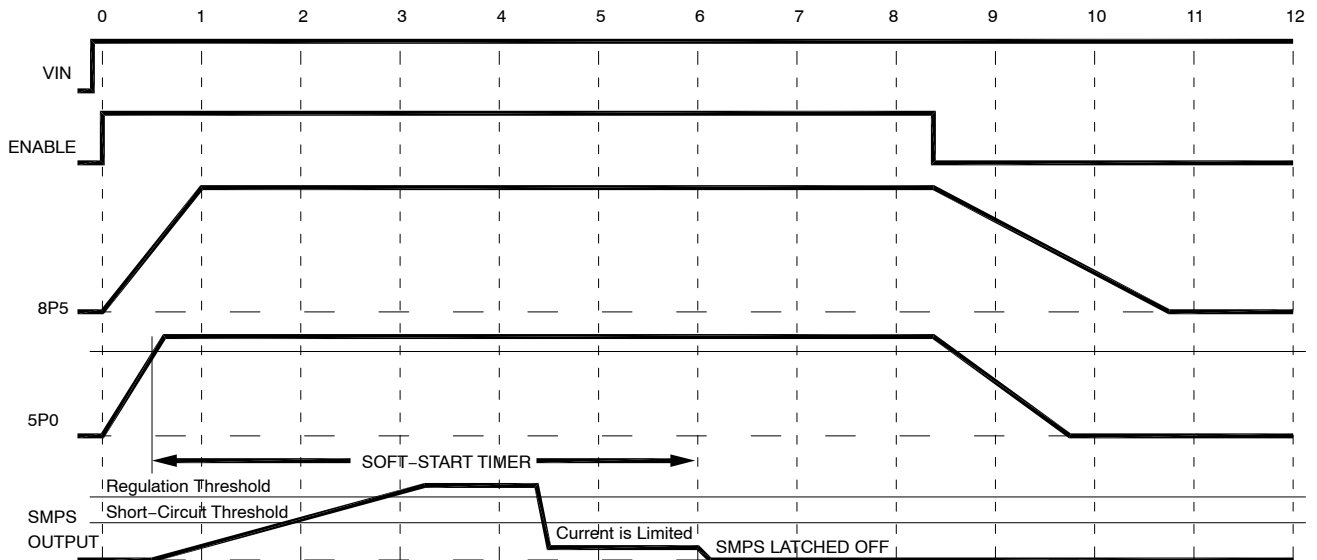 0 1 2 3 4 5 6 7 8 9 10 11 12
VIN
ENABLE
8P5
5P0
SOFT−START TIMER
Regulation Threshold
Short−Circuit Threshold
SMPS
OUTPUT
Current is Limited
SMPS LATCHED OFF